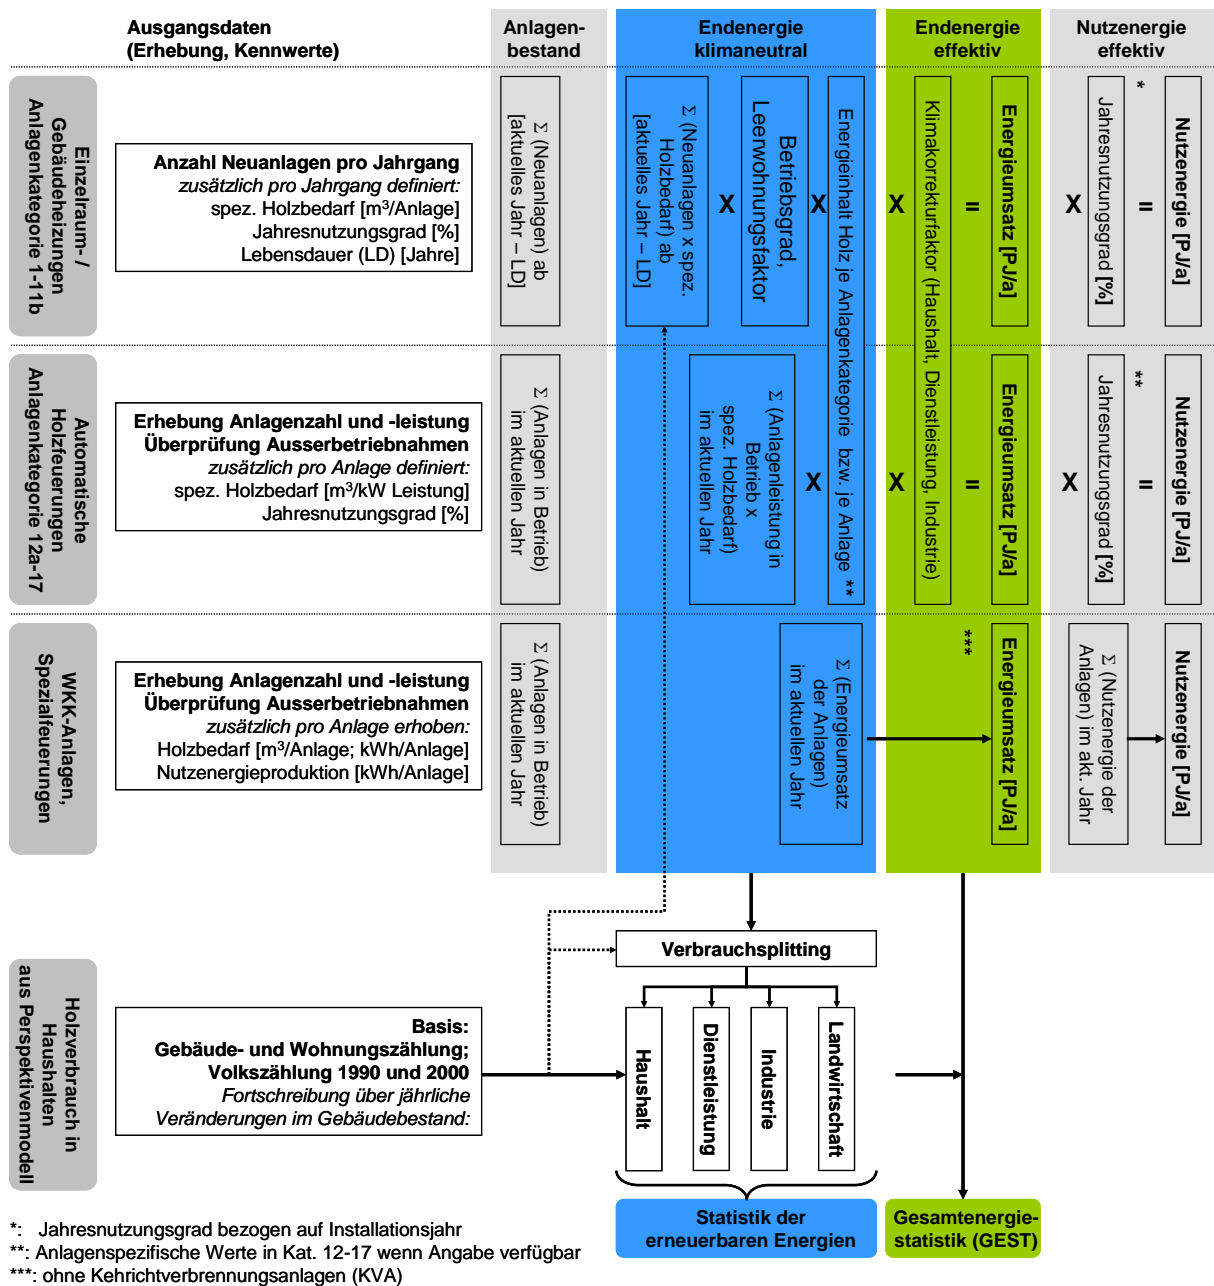 Ausgangsdaten
(Erhebung, Kennwerte)
Anlagen-
bestand
Endenergie
klimaneutral
Endenergie
effektiv
Nutzenergie
effektiv
Einzelraum- /
Gebäudeheizungen
Anlagenkategorie 1-11b
Anzahl Neuanlagen pro Jahrgang
zusätzlich pro Jahrgang definiert:
spez. Holzbedarf [m³/Anlage]
Jahresnutzungsgrad [%]
Lebensdauer (LD) [Jahre]
Σ (Neuanlagen) ab
[aktuelles Jahr – LD]
Σ (Neuanlagen x spez.
Holzbedarf) ab
[aktuelles Jahr – LD]
X
Betriebsgrad,
Leerwohnungsfaktor
X
Energieinhalt Holz je Anlagenkategorie bzw. je Anlage **
X
Klimakorrekturfaktor (Haushalt, Dienstleistung, Industrie)
=
Energieumsatz [PJ/a]
X
Jahresnutzungsgrad [%]
*
=
Nutzenergie [PJ/a]
Automatische
Holzfeuerungen
Anlagenkategorie 12a-17
Erhebung Anlagenzahl und -leistung
Überprüfung Ausserbetriebnahmen
zusätzlich pro Anlage definiert:
spez. Holzbedarf [m³/kW Leistung]
Jahresnutzungsgrad [%]
Σ (Anlagen in Betrieb)
im aktuellen Jahr
Σ (Anlagenleistung in
Betrieb x
spez. Holzbedarf)
im aktuellen Jahr
X
X
=
Energieumsatz [PJ/a]
X
Jahresnutzungsgrad [%]
**
=
Nutzenergie [PJ/a]
WKK-Anlagen,
Spezialfeuerungen
Erhebung Anlagenzahl und -leistung
Überprüfung Ausserbetriebnahmen
zusätzlich pro Anlage erhoben:
Holzbedarf [m³/Anlage; kWh/Anlage]
Nutzenergieproduktion [kWh/Anlage]
Σ (Anlagen in Betrieb)
im aktuellen Jahr
Σ (Energieumsatz
der Anlagen)
im aktuellen Jahr
***
Energieumsatz [PJ/a]
Σ (Nutzenergie der
Anlagen) im akt. Jahr
Nutzenergie [PJ/a]
Verbrauchsplitting
Holzverbrauch in
Haushalten
aus Perspektivenmodell
Basis:
Gebäude- und Wohnungszählung;
Volkszählung 1990 und 2000
Fortschreibung über jährliche
Veränderungen im Gebäudebestand:
Haushalt
Dienstleistung
Industrie
Landwirtschaft
Statistik der
erneuerbaren Energien
Gesamtenergie-
statistik (GEST)
*: Jahresnutzungsgrad bezogen auf Installationsjahr
**: Anlagenspezifische Werte in Kat. 12-17 wenn Angabe verfügbar
***: ohne Kehrichtverbrennungsanlagen (KVA)